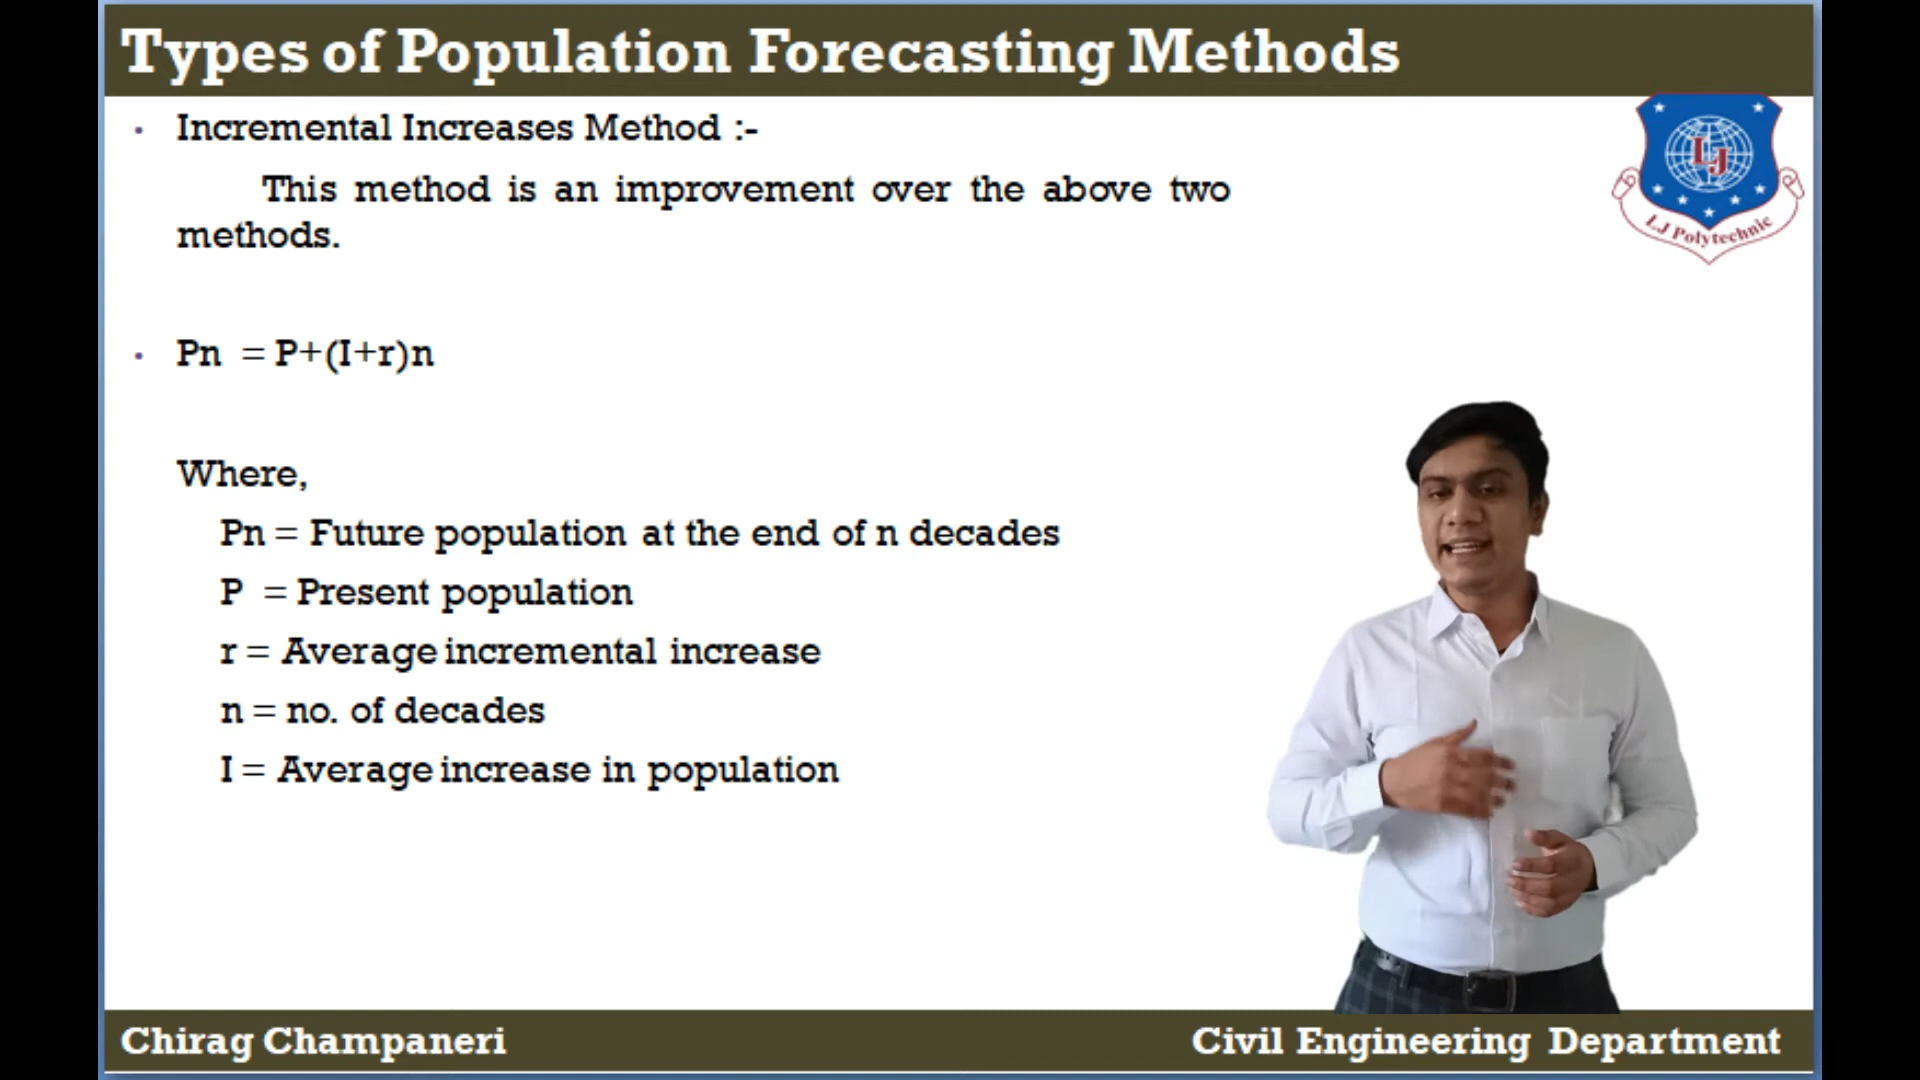 Types of Population Forecasting Methods
• Incremental Increases Method :-
This method is an improvement over the above two
methods.
• Pn = P+(I+r)n
Where,
Pn = Future population at the end of n decades
P = Present population
r = Average incremental increase
n = no. of decades
I = Average increase in population
LJ
LJ Polytechnic
Chirag Champaneri
Civil Engineering Department